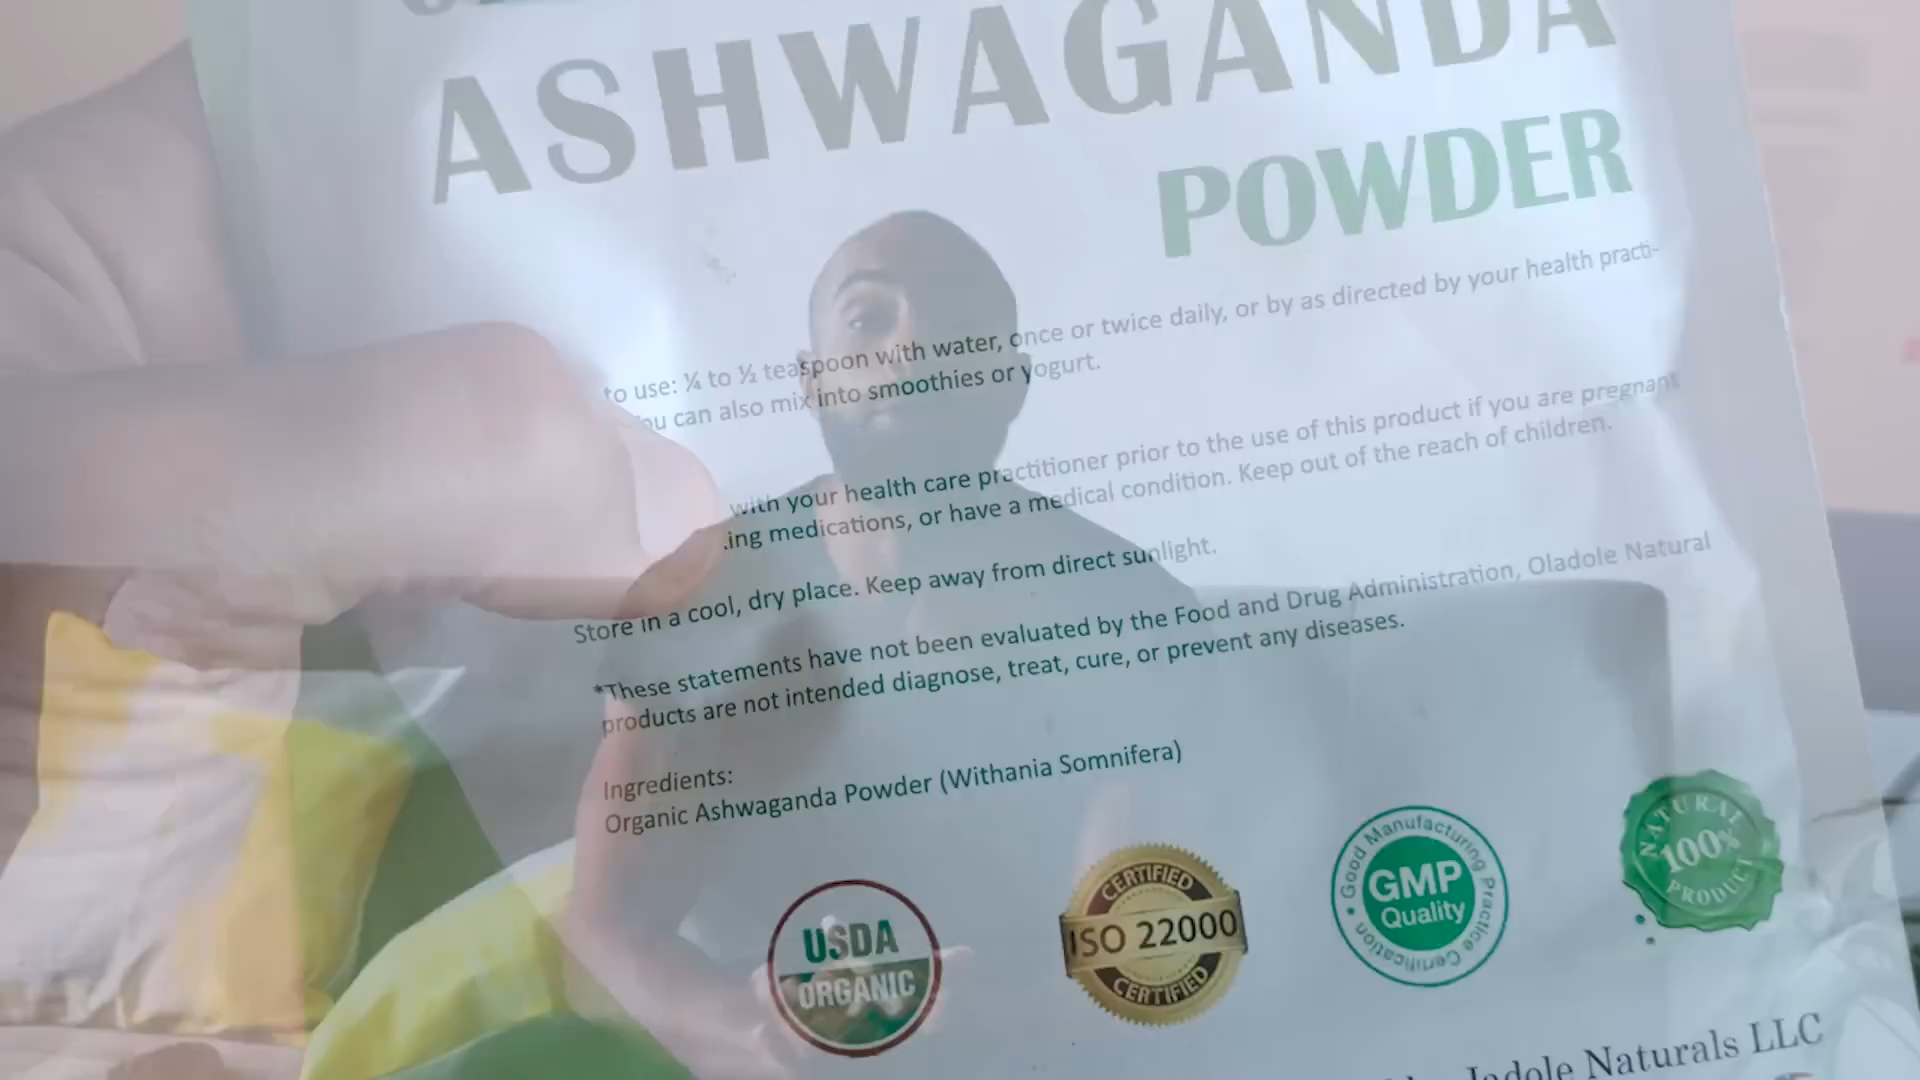 ASHWAGANDA
POWDER
to use: ¼ to ½ teaspoon with water, once or twice daily, or by as directed by your health practi-
You can also mix into smoothies or yogurt.
with your health care practitioner prior to the use of this product if you are pregnant
ing medications, or have a medical condition. Keep out of the reach of children.
Store in a cool, dry place. Keep away from direct sunlight.
*These statements have not been evaluated by the Food and Drug Administration, Oladole Natural
products are not intended diagnose, treat, cure, or prevent any diseases.
Ingredients:
Organic Ashwaganda Powder (Withania Somnifera)
USDA
ORGANIC
CERTIFIED
ISO 22000
CERTIFIED
Good Manufacturing Practice Certification
GMP
Quality
NATURAL
100%
PRODUCT
Naturals LLC